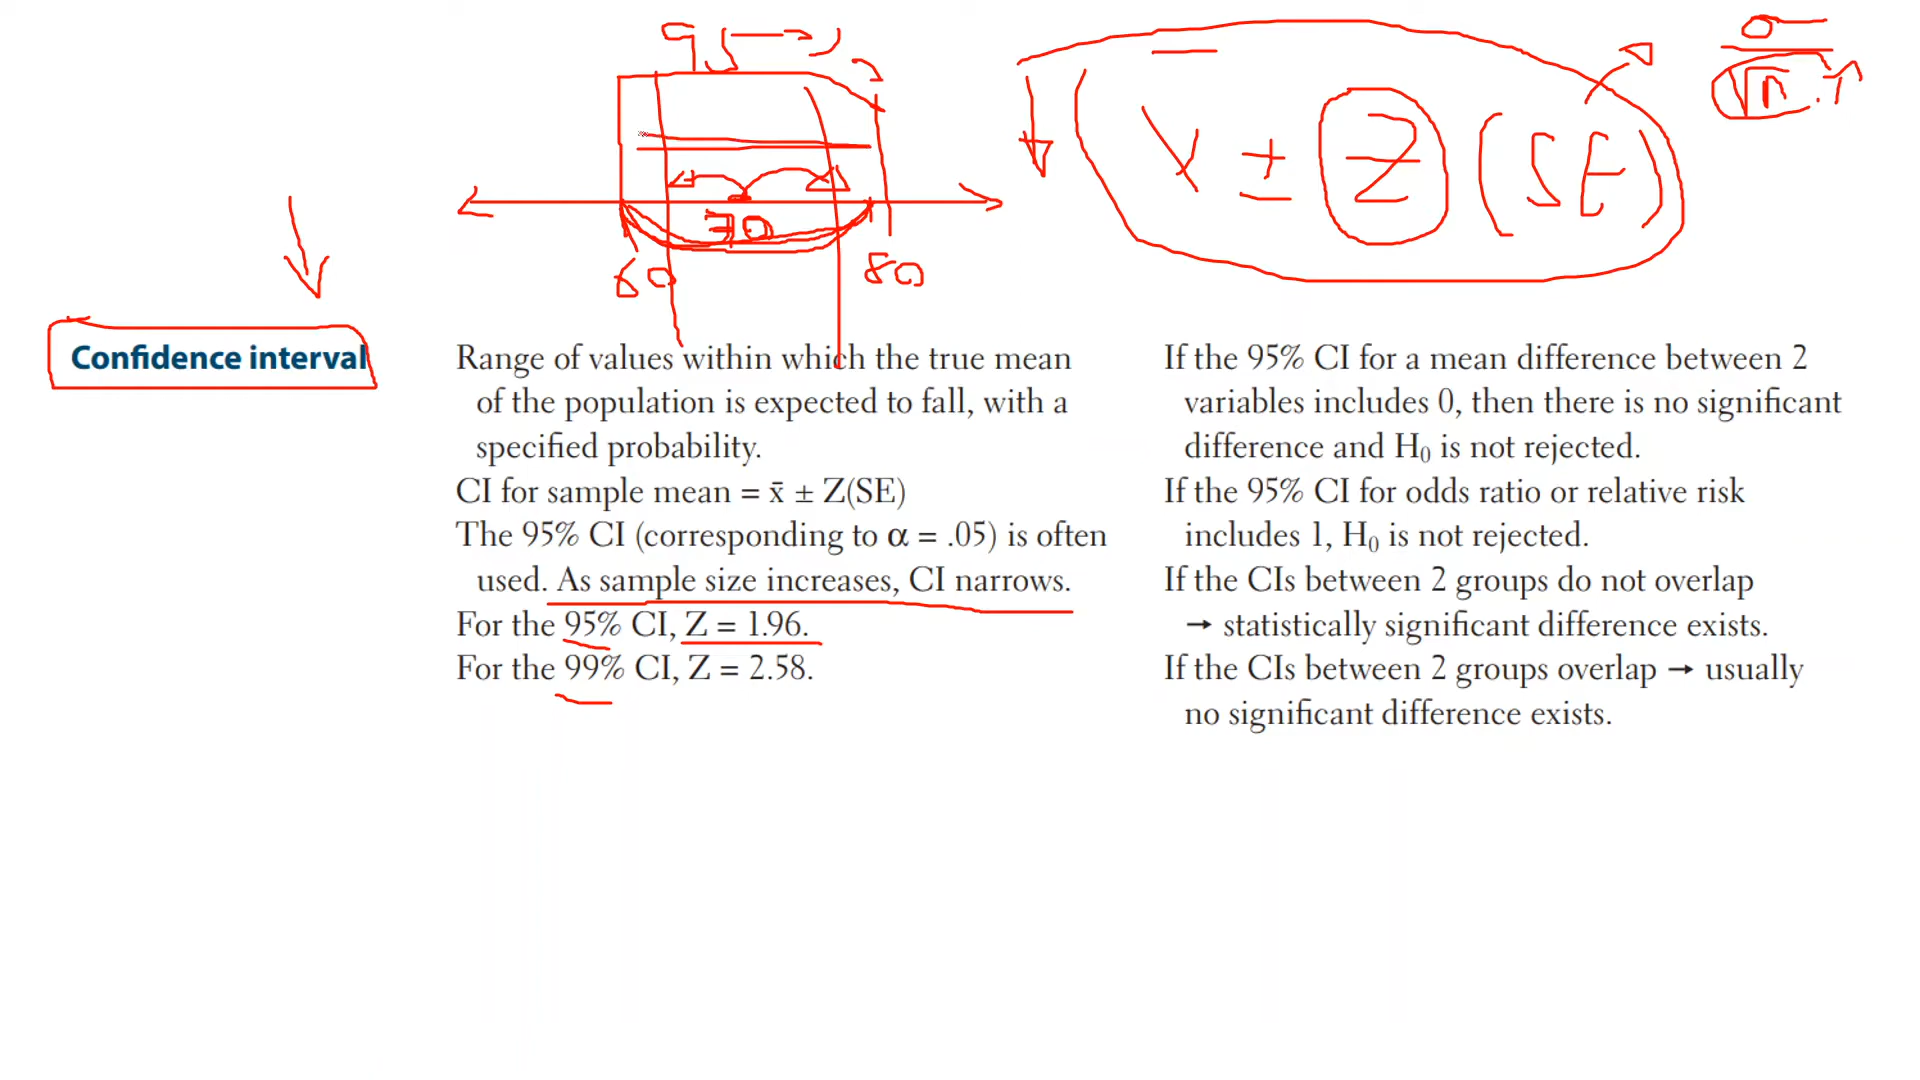 95
σ
√n
X ± Z (SE)
70
60
80
Confidence interval
Range of values within which the true mean
of the population is expected to fall, with a
specified probability.
CI for sample mean = x̄ ± Z(SE)
The 95% CI (corresponding to α = .05) is often
used. As sample size increases, CI narrows.
For the 95% CI, Z = 1.96.
For the 99% CI, Z = 2.58.
If the 95% CI for a mean difference between 2
variables includes 0, then there is no significant
difference and H₀ is not rejected.
If the 95% CI for odds ratio or relative risk
includes 1, H₀ is not rejected.
If the CIs between 2 groups do not overlap
→ statistically significant difference exists.
If the CIs between 2 groups overlap → usually
no significant difference exists.